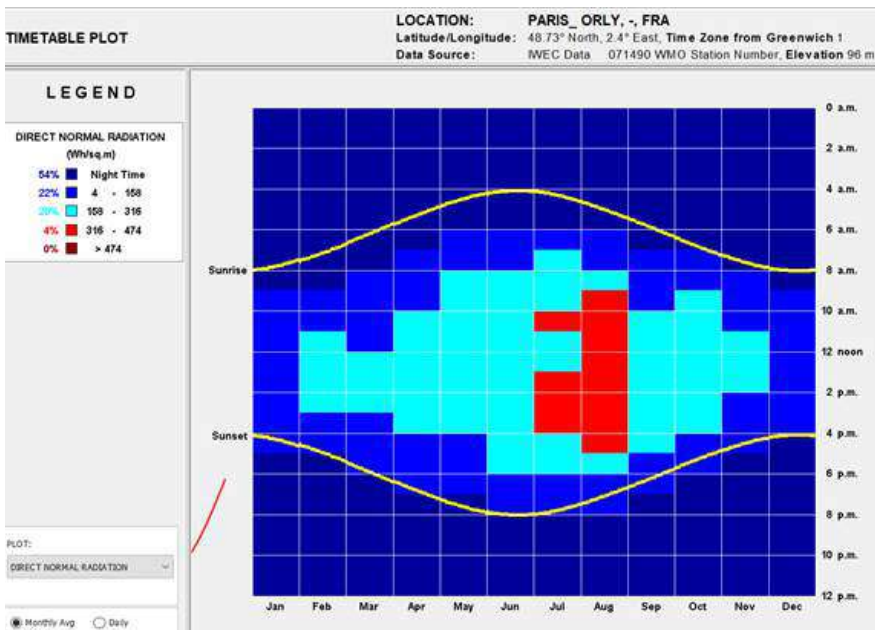 TIMETABLE PLOT
LOCATION: PARIS_ ORLY, -, FRA
Latitude/Longitude: 48.73° North, 2.4° East, Time Zone from Greenwich 1
Data Source: IWEC Data 071490 WMO Station Number, Elevation 96 m
LEGEND
DIRECT NORMAL RADIATION
(Wh/sq.m)
54% Night Time
22% 4 - 158
20% 158 - 316
4% 316 - 474
0% > 474
0 a.m.
2 a.m.
4 a.m.
6 a.m.
Sunrise
8 a.m.
10 a.m.
12 noon
2 p.m.
Sunset
4 p.m.
6 p.m.
8 p.m.
10 p.m.
12 p.m.
Jan Feb Mar Apr May Jun Jul Aug Sep Oct Nov Dec
PLOT:
DIRECT NORMAL RADIATION
Monthly Avg Daily